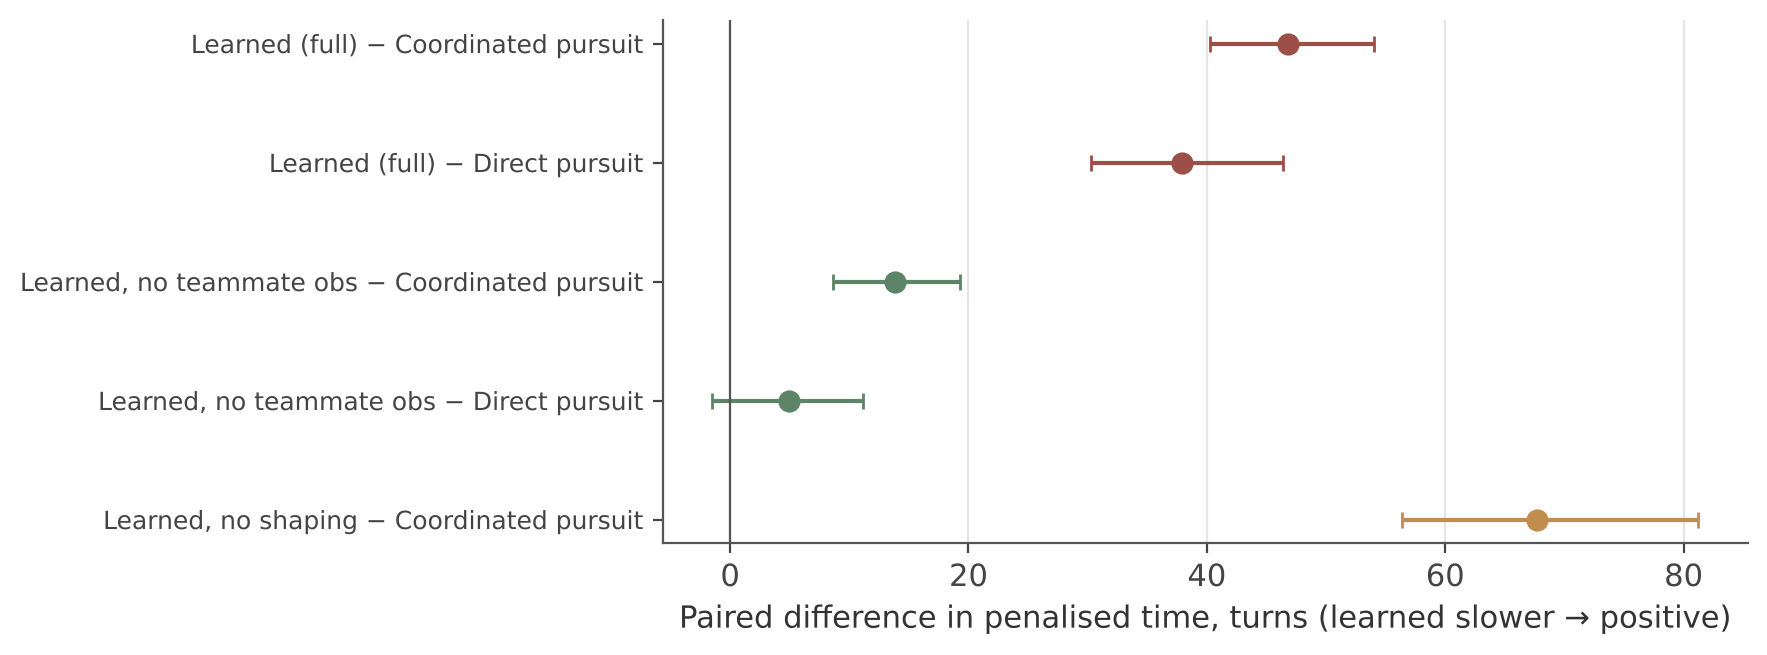 Learned (full) − Coordinated pursuit
Learned (full) − Direct pursuit
Learned, no teammate obs − Coordinated pursuit
Learned, no teammate obs − Direct pursuit
Learned, no shaping − Coordinated pursuit
0 20 40 60 80
Paired difference in penalised time, turns (learned slower → positive)